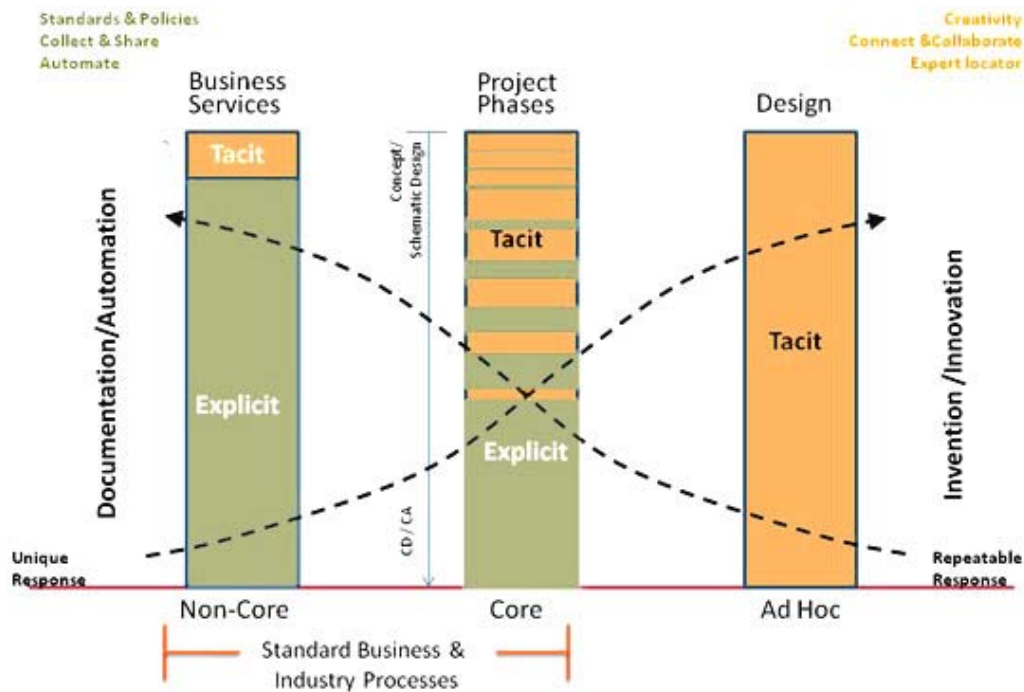 Standards & Policies
Collect & Share
Automate
Creativity
Connect &Collaborate
Expert locator
Business
Services
Project
Phases
Design
Tacit
Explicit
Concept/
Schematic Design
CD / CA
Tacit
Explicit
Tacit
Documentation/Automation
Invention /Innovation
Unique
Response
Repeatable
Response
Non-Core
Core
Ad Hoc
Standard Business &
Industry Processes